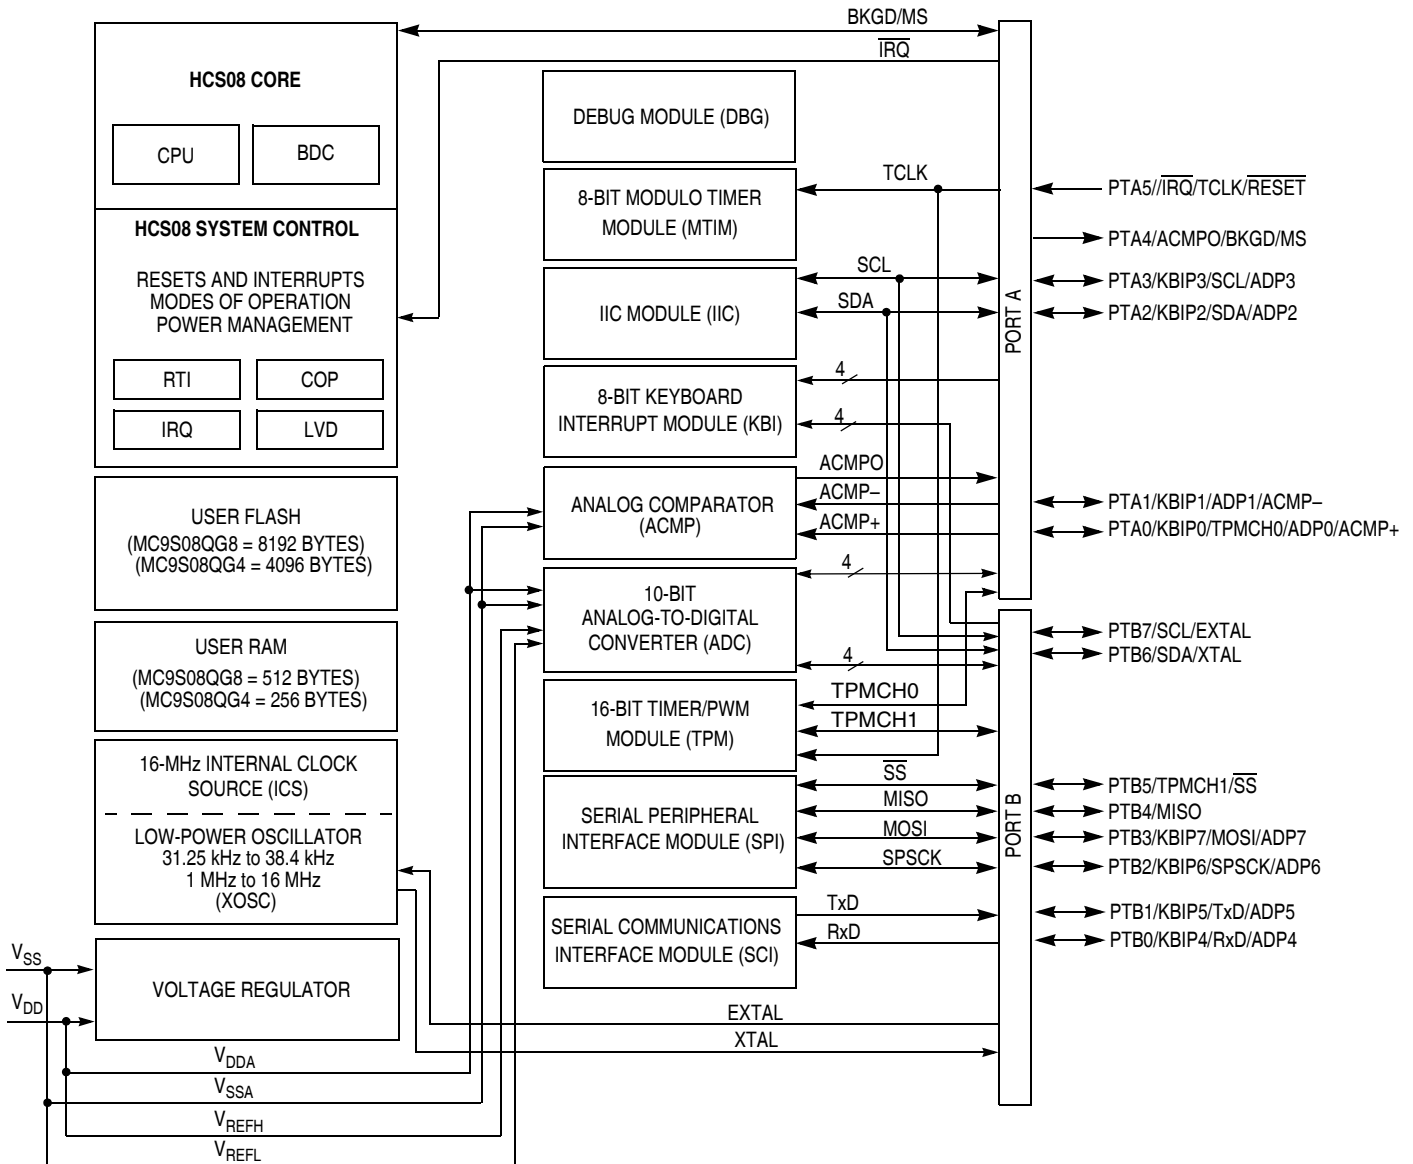 BKGD/MS
IRQ
HCS08 CORE
CPU
BDC
HCS08 SYSTEM CONTROL
RESETS AND INTERRUPTS
MODES OF OPERATION
POWER MANAGEMENT
RTI
COP
IRQ
LVD
USER FLASH
(MC9S08QG8 = 8192 BYTES)
(MC9S08QG4 = 4096 BYTES)
USER RAM
(MC9S08QG8 = 512 BYTES)
(MC9S08QG4 = 256 BYTES)
16-MHz INTERNAL CLOCK
SOURCE (ICS)
LOW-POWER OSCILLATOR
31.25 kHz to 38.4 kHz
1 MHz to 16 MHz
(XOSC)
VSS
VDD
VOLTAGE REGULATOR
VDDA
VSSA
VREFH
VREFL
DEBUG MODULE (DBG)
8-BIT MODULO TIMER
MODULE (MTIM)
TCLK
IIC MODULE (IIC)
SCL
SDA
8-BIT KEYBOARD
INTERRUPT MODULE (KBI)
4
4
ANALOG COMPARATOR
(ACMP)
ACMPO
ACMP–
ACMP+
10-BIT
ANALOG-TO-DIGITAL
CONVERTER (ADC)
4
4
16-BIT TIMER/PWM
MODULE (TPM)
TPMCH0
TPMCH1
SERIAL PERIPHERAL
INTERFACE MODULE (SPI)
SS
MISO
MOSI
SPSCK
SERIAL COMMUNICATIONS
INTERFACE MODULE (SCI)
TxD
RxD
EXTAL
XTAL
PORT A
PTA5//IRQ/TCLK/RESET
PTA4/ACMPO/BKGD/MS
PTA3/KBIP3/SCL/ADP3
PTA2/KBIP2/SDA/ADP2
PTA1/KBIP1/ADP1/ACMP–
PTA0/KBIP0/TPMCH0/ADP0/ACMP+
PORT B
PTB7/SCL/EXTAL
PTB6/SDA/XTAL
PTB5/TPMCH1/SS
PTB4/MISO
PTB3/KBIP7/MOSI/ADP7
PTB2/KBIP6/SPSCK/ADP6
PTB1/KBIP5/TxD/ADP5
PTB0/KBIP4/RxD/ADP4